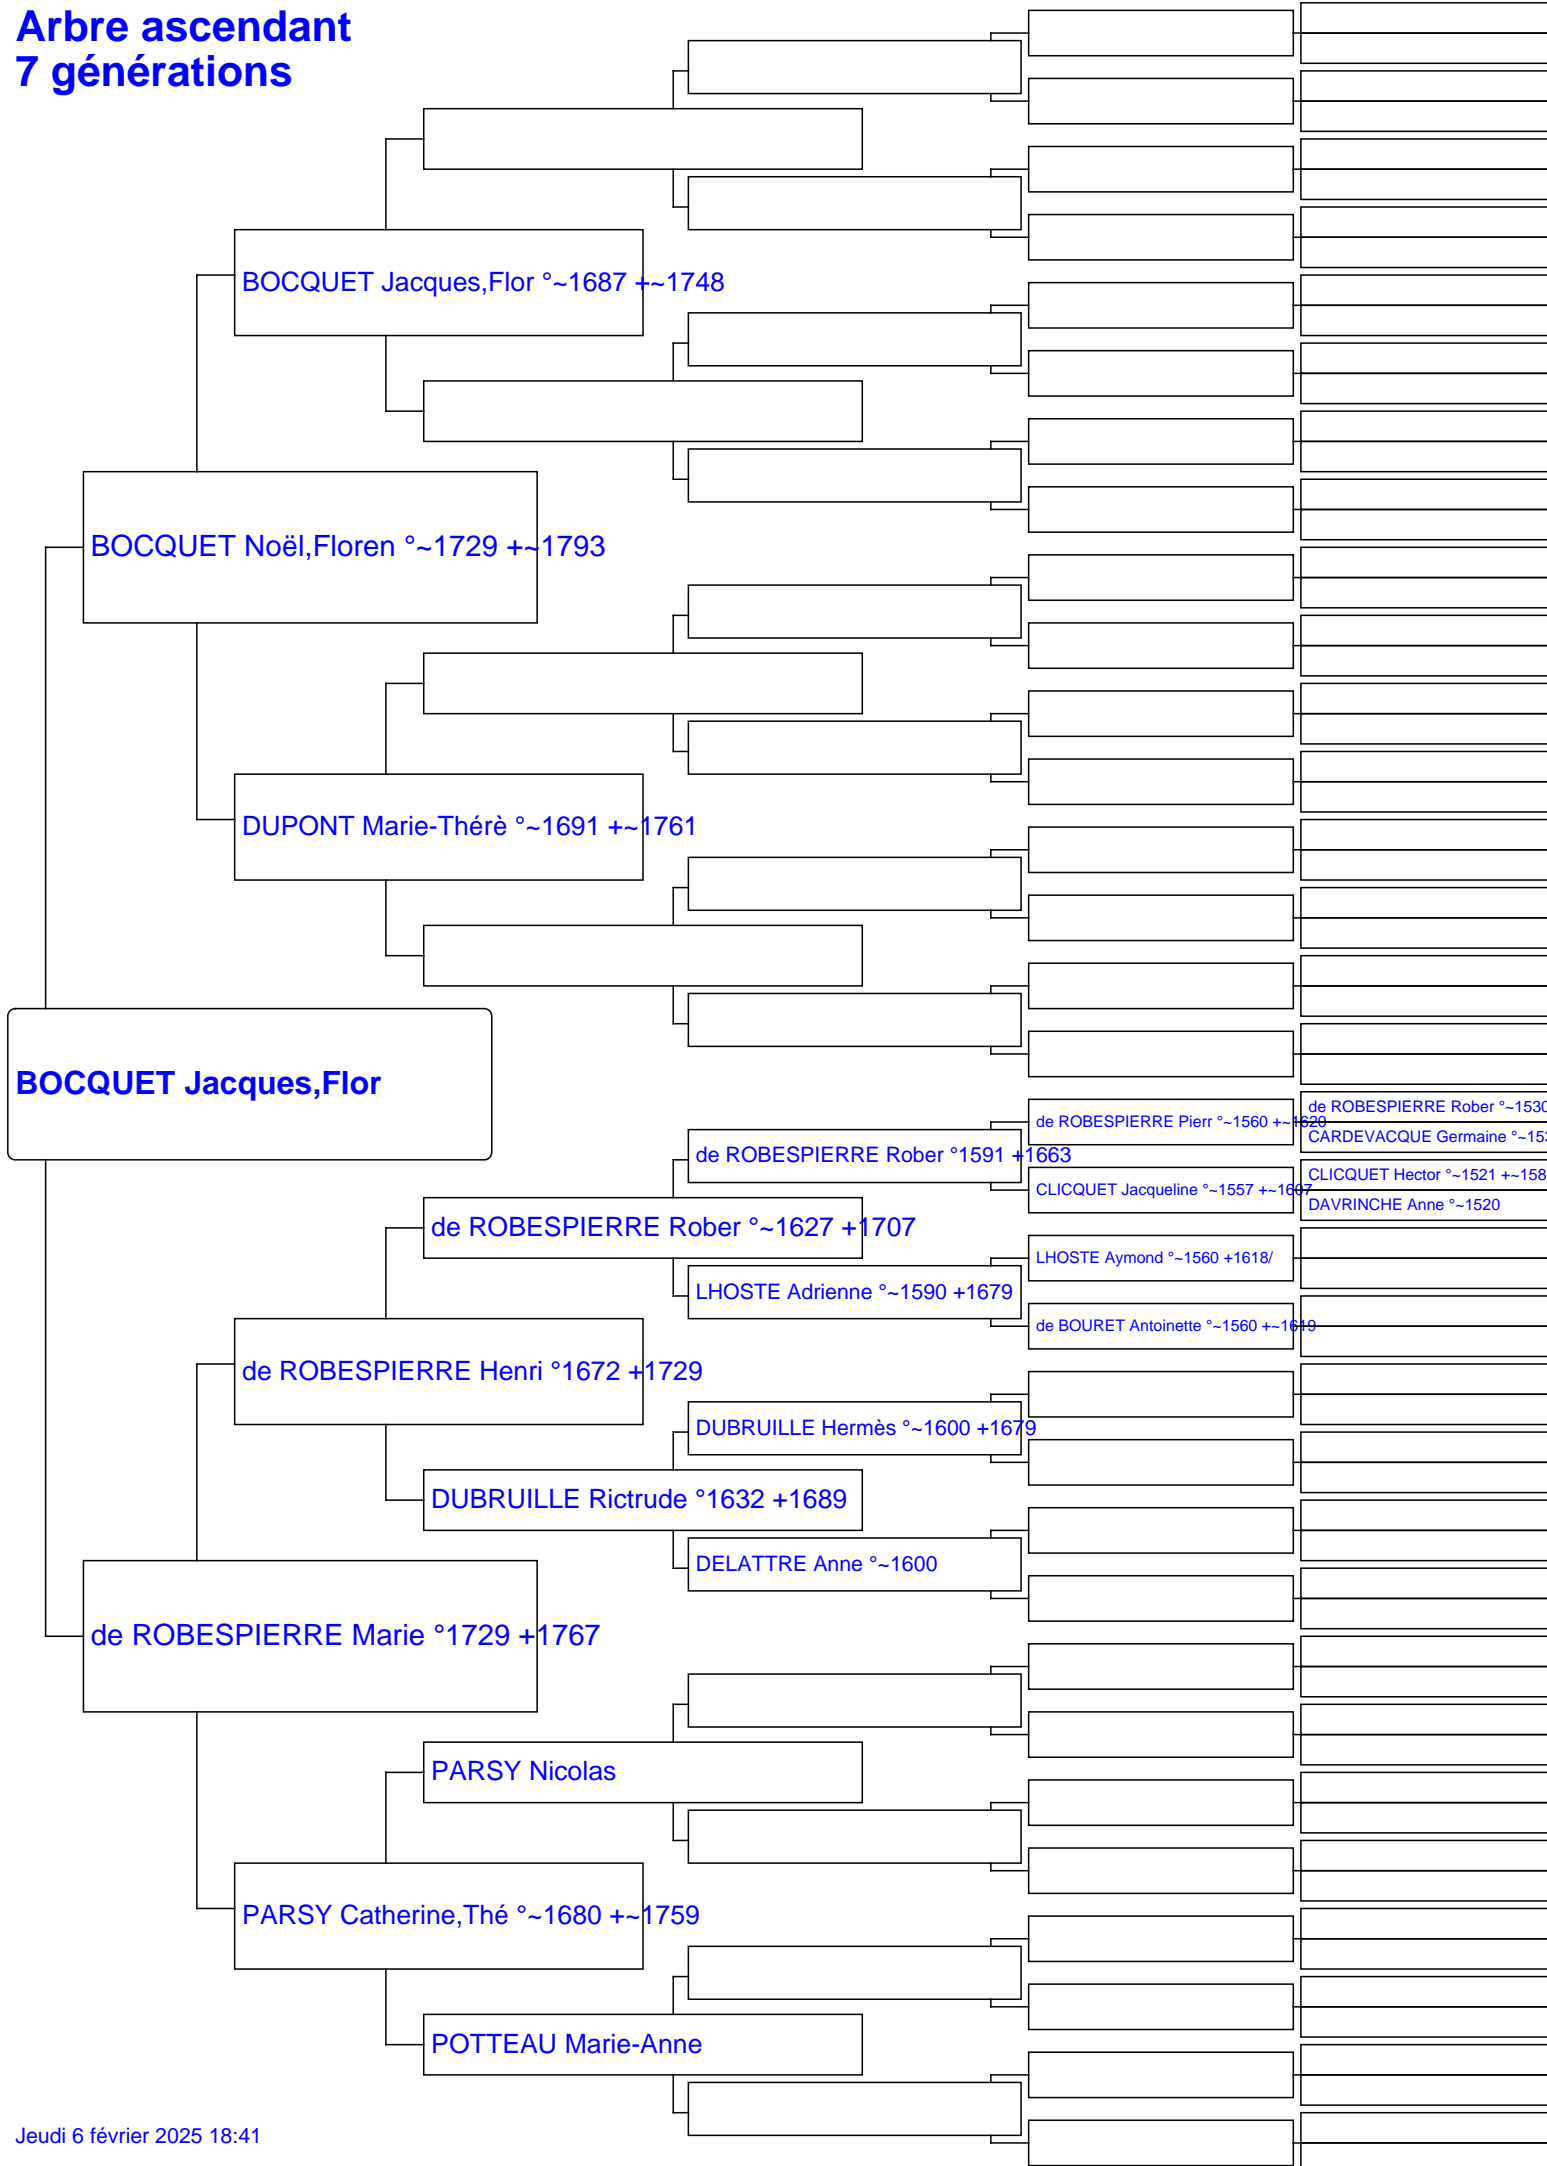 Arbre ascendant
7 générations
BOCQUET Jacques,Flor °~1687 +~1748
BOCQUET Noël,Floren °~1729 +~1793
DUPONT Marie-Thérè °~1691 +~1761
BOCQUET Jacques,Flor
de ROBESPIERRE Rober °~1530
de ROBESPIERRE Pierr °~1560 +~1620
CARDEVACQUE Germaine °~153
de ROBESPIERRE Rober °1591 +1663
CLICQUET Hector °~1521 +~158
CLICQUET Jacqueline °~1557 +~1607
DAVRINCHE Anne °~1520
de ROBESPIERRE Rober °~1627 +1707
LHOSTE Aymond °~1560 +1618/
LHOSTE Adrienne °~1590 +1679
de BOURET Antoinette °~1560 +~1619
de ROBESPIERRE Henri °1672 +1729
DUBRUILLE Hermès °~1600 +1679
DUBRUILLE Rictrude °1632 +1689
DELATTRE Anne °~1600
de ROBESPIERRE Marie °1729 +1767
PARSY Nicolas
PARSY Catherine,Thé °~1680 +~1759
POTTEAU Marie-Anne
Jeudi 6 février 2025 18:41